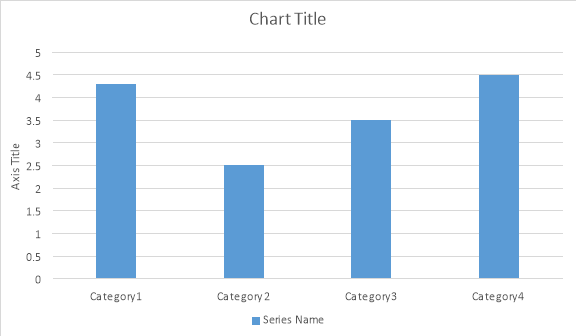 Chart Title
5
4.5
4
3.5
3
2.5
2
1.5
1
0.5
0
Axis Title
Category1
Category2
Category3
Category4
Series Name